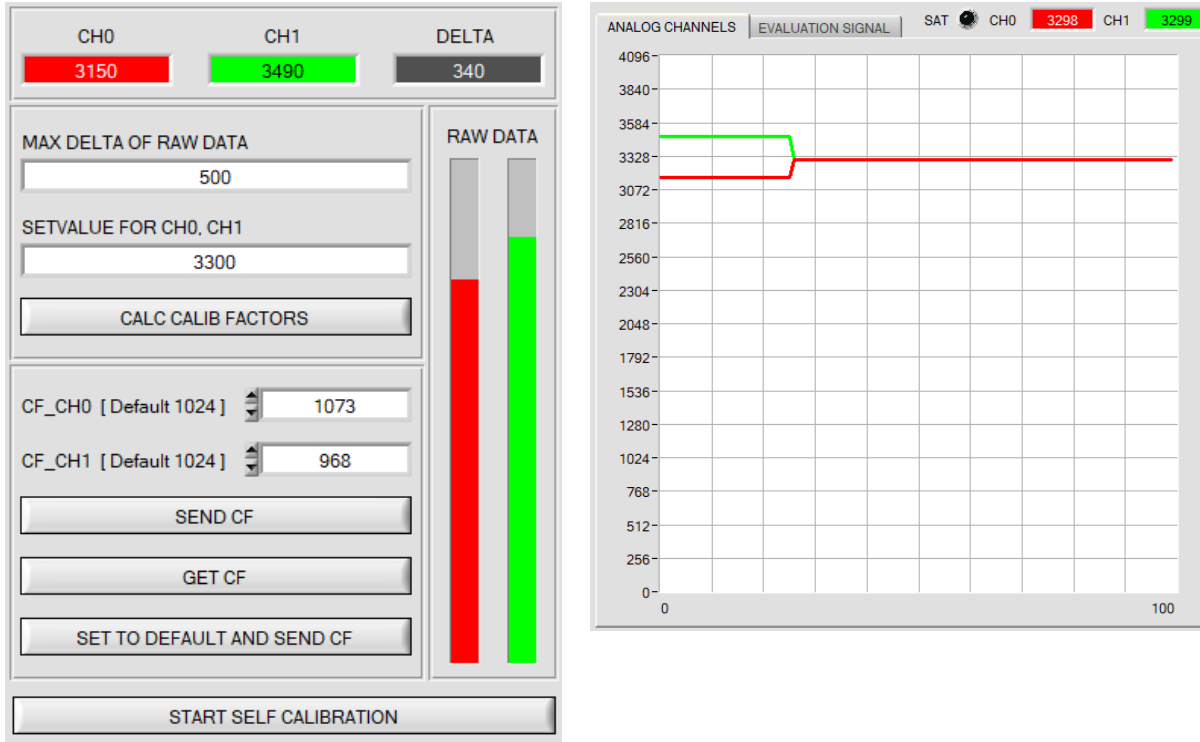 CH0 CH1 DELTA
3150 3490 340
MAX DELTA OF RAW DATA
500
SETVALUE FOR CH0, CH1
3300
CALC CALIB FACTORS
CF_CH0 [ Default 1024 ] 1073
CF_CH1 [ Default 1024 ] 968
SEND CF
GET CF
SET TO DEFAULT AND SEND CF
RAW DATA
START SELF CALIBRATION
ANALOG CHANNELS EVALUATION SIGNAL SAT CH0 3298 CH1 3299
4096
3840
3584
3328
3072
2816
2560
2304
2048
1792
1536
1280
1024
768
512
256
0
0 100